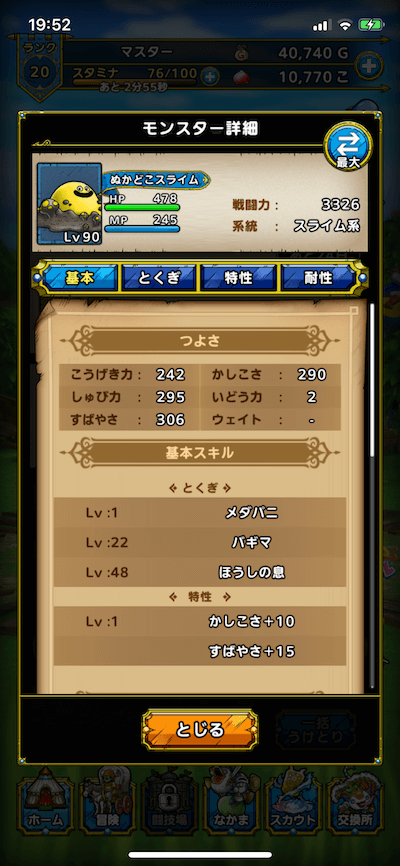 19:52
ランク
マスター
40,740 G
20
スタミナ 76/100
あと 2分55秒
10,770 こ
モンスター詳細
最大
ぬかどこスライム
HP 478
MP 245
Lv90
戦闘力： 3326
系統 ： スライム系
基本 とくぎ 特性 耐性
つよさ
こうげき力： 242 かしこさ ： 290
しゅび力： 295 いどう力： 2
すばやさ： 306 ウェイト： -
基本スキル
とくぎ
Lv :1 メダパニ
Lv :22 バギマ
Lv :48 ほうしの息
特性
Lv :1 かしこさ+10
すばやさ+15
とじる
一括
うけとり
ホーム 冒険 闘技場 なかま スカウト 交換所